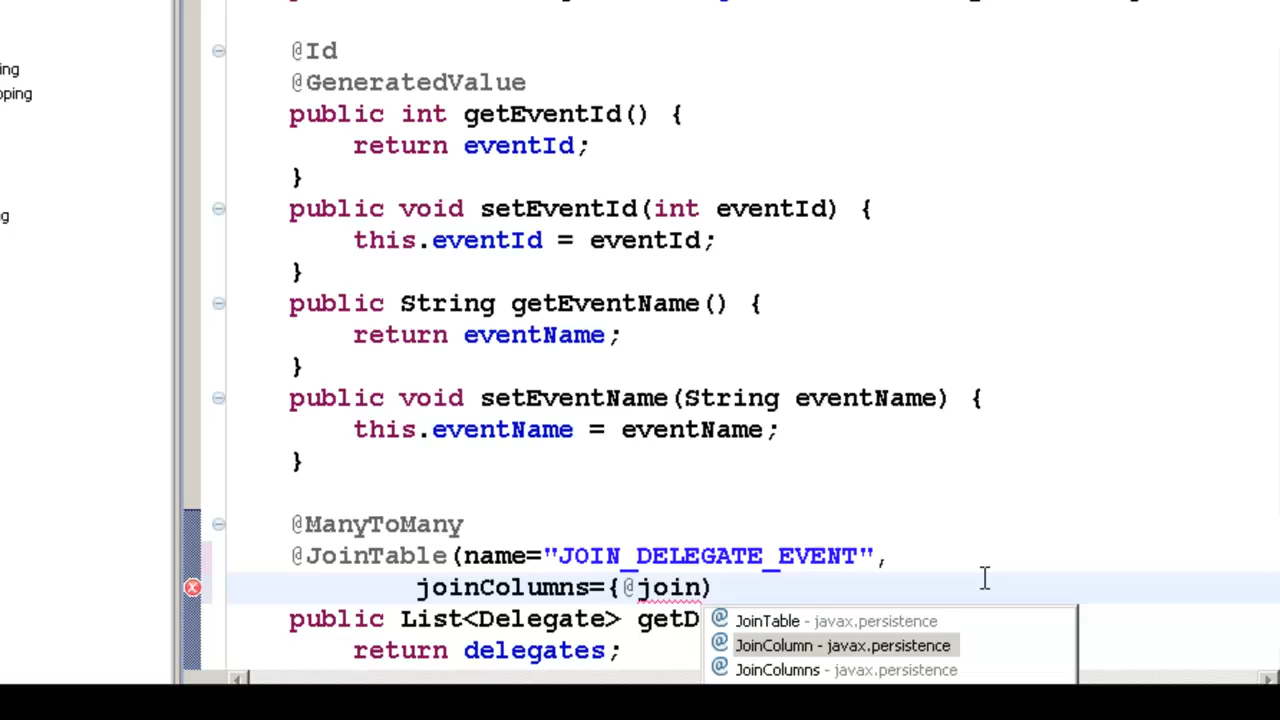 ing
pping
g
@Id
@GeneratedValue
public int getEventId() {
return eventId;
}
public void setEventId(int eventId) {
this.eventId = eventId;
}
public String getEventName() {
return eventName;
}
public void setEventName(String eventName) {
this.eventName = eventName;
}
@ManyToMany
@JoinTable(name="JOIN_DELEGATE_EVENT",
joinColumns={@join)
public List<Delegate> getD
return delegates;
JoinTable - javax.persistence
JoinColumn - javax.persistence
JoinColumns - javax.persistence